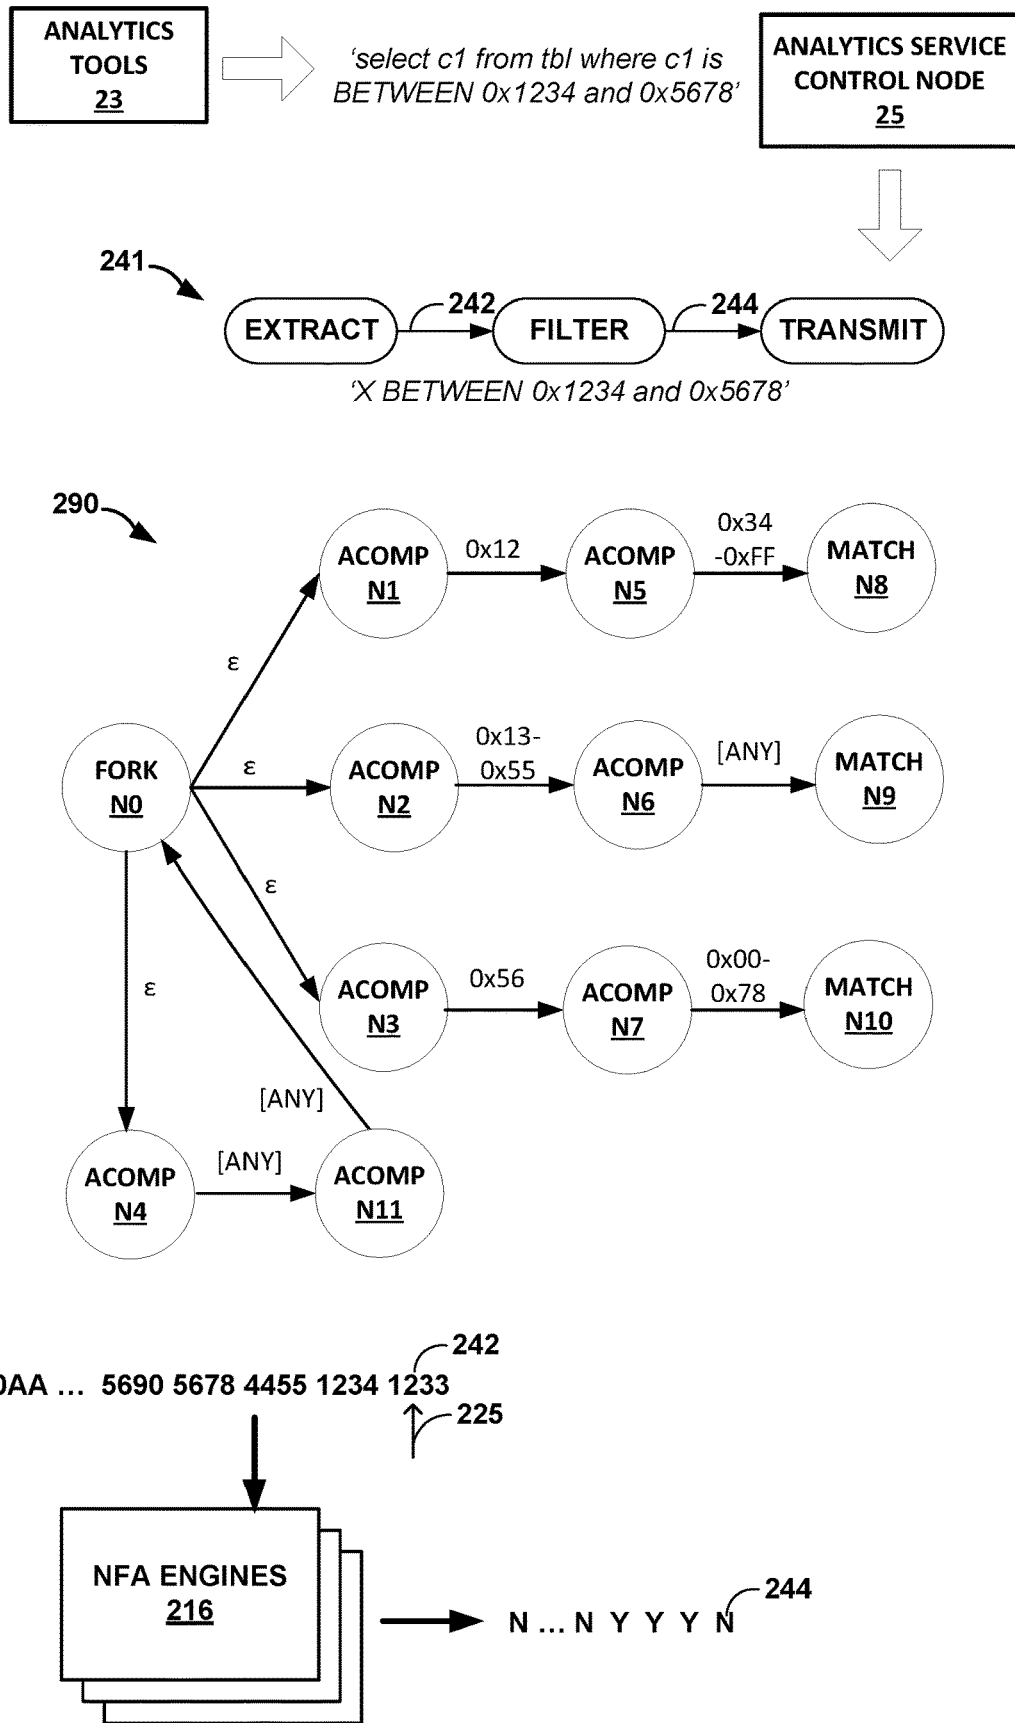 ANALYTICS
TOOLS
23
'select c1 from tbl where c1 is
BETWEEN 0x1234 and 0x5678'
ANALYTICS SERVICE
CONTROL NODE
25
241
EXTRACT
242
FILTER
244
TRANSMIT
'X BETWEEN 0x1234 and 0x5678'
290
ACOMP
N1
0x12
ACOMP
N5
0x34
-0xFF
MATCH
N8
ε
FORK
N0
ε
ACOMP
N2
0x13-
0x55
ACOMP
N6
[ANY]
MATCH
N9
ε
ACOMP
N3
0x56
ACOMP
N7
0x00-
0x78
MATCH
N10
ε
[ANY]
ACOMP
N4
[ANY]
ACOMP
N11
242
0AA ... 5690 5678 4455 1234 1233
225
NFA ENGINES
216
244
N ... N Y Y Y N